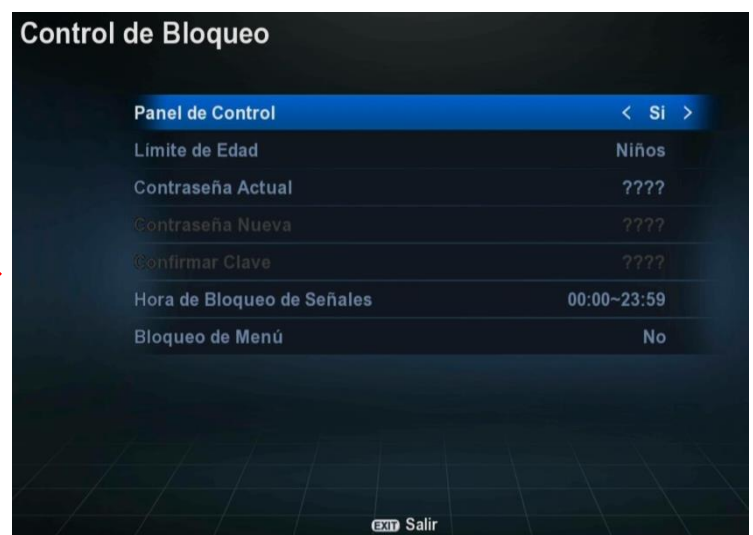 Control de Bloqueo
Panel de Control < Si >
Límite de Edad Niños
Contraseña Actual ????
Contraseña Nueva ????
Confirmar Clave ????
Hora de Bloqueo de Señales 00:00~23:59
Bloqueo de Menú No
EXIT Salir